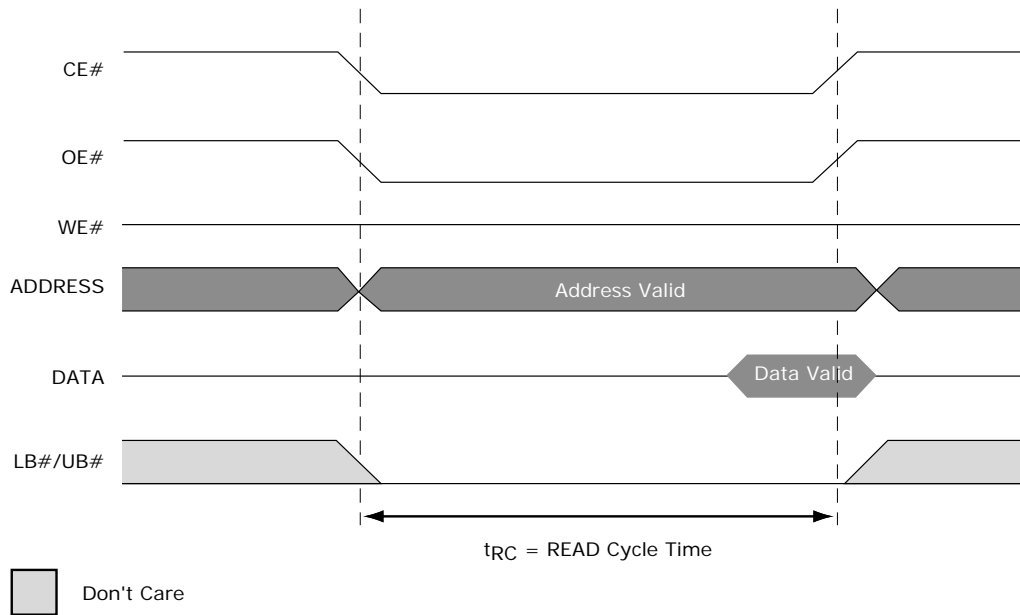 CE#
OE#
WE#
ADDRESS
Address Valid
DATA
Data Valid
LB#/UB#
tRC = READ Cycle Time
Don't Care